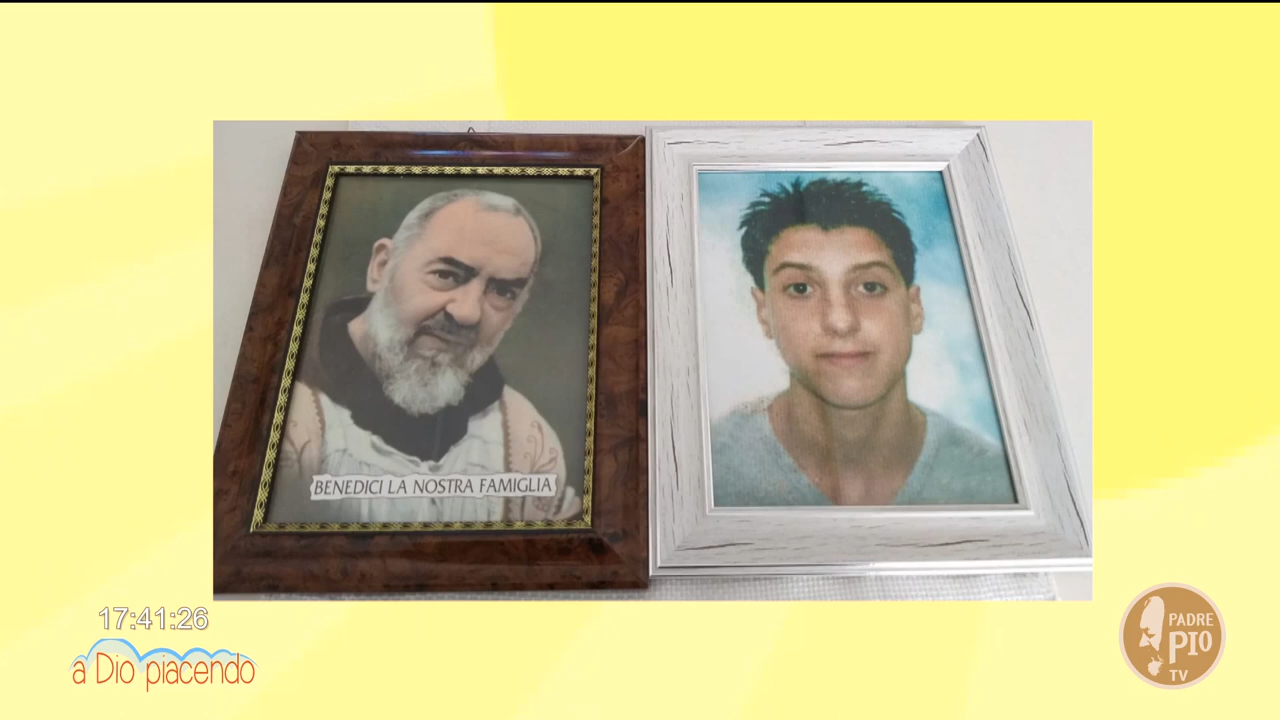 BENEDICI LA NOSTRA FAMIGLIA
17:41:26
a Dio piacendo
PADRE
PIO
TV